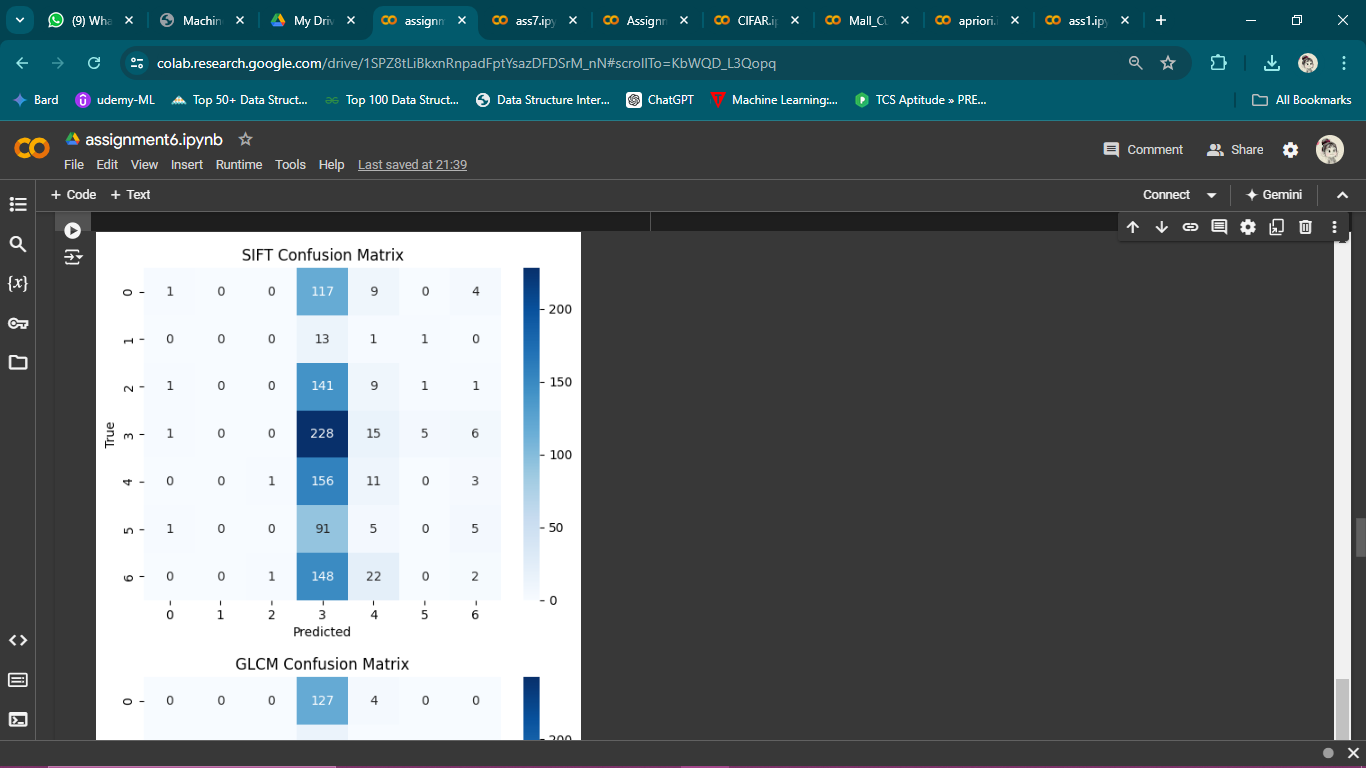 (9) Wha Machin My Driv assignm ass7.ipy Assignn CIFAR.i Mall_Cu apriori.i ass1.ipy
colab.research.google.com/drive/1SPZ8tLiBkxnRnpadFptYsazDFDSrM_nN#scrollTo=KbWQD_L3Qopq
Bard udemy-ML Top 50+ Data Struct... Top 100 Data Struct... Data Structure Inter... ChatGPT Machine Learning:... TCS Aptitude » PRE... All Bookmarks
assignment6.ipynb
File Edit View Insert Runtime Tools Help Last saved at 21:39
Comment Share
+ Code + Text Connect Gemini
SIFT Confusion Matrix
0 1 0 0 117 9 0 4
1 0 0 0 13 1 1 0
2 1 0 0 141 9 1 1
3 1 0 0 228 15 5 6
4 0 0 1 156 11 0 3
5 1 0 0 91 5 0 5
6 0 0 1 148 22 0 2
True
0 1 2 3 4 5 6
Predicted
200
150
100
50
0
GLCM Confusion Matrix
0 0 0 0 127 4 0 0
200